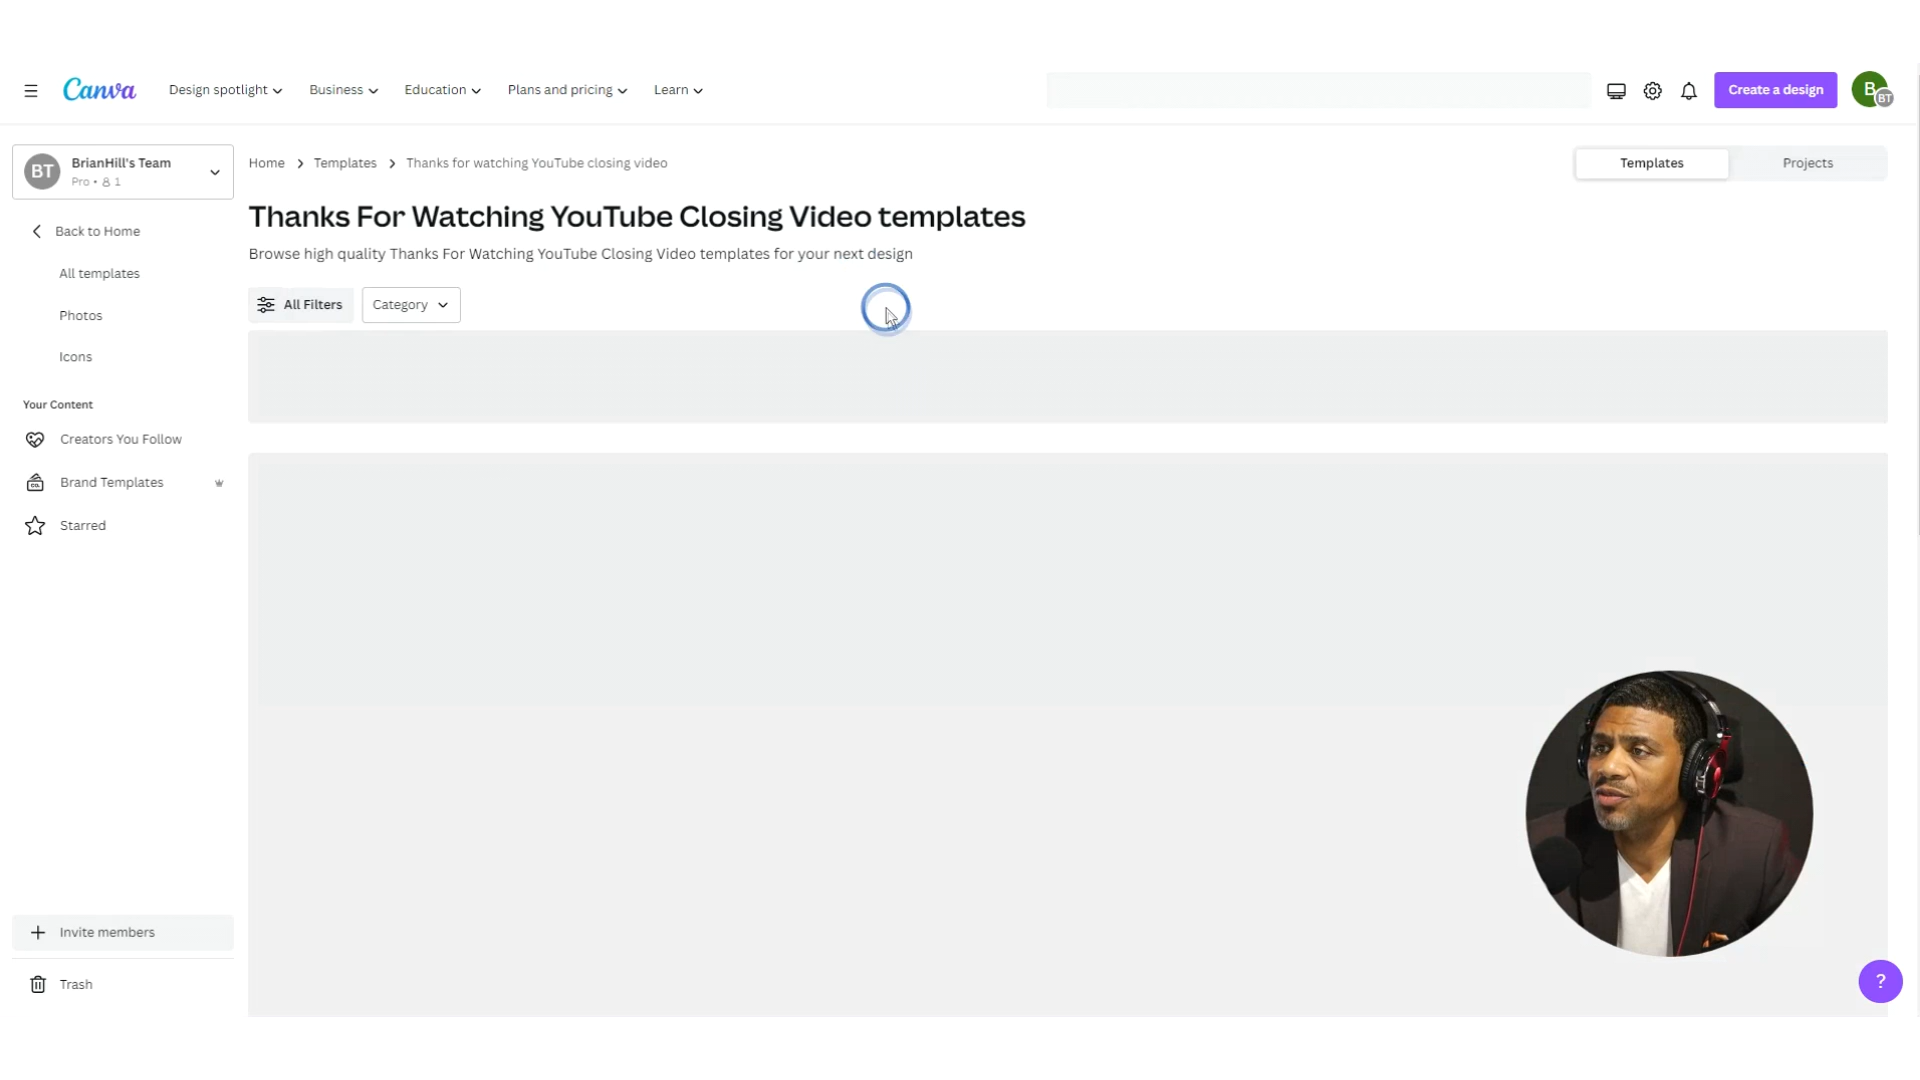 Canva
Design spotlight
Business
Education
Plans and pricing
Learn
Create a design
B
BT
BT
BrianHill's Team
Pro • 1
Home
Templates
Thanks for watching YouTube closing video
Templates
Projects
Back to Home
Thanks For Watching YouTube Closing Video templates
Browse high quality Thanks For Watching YouTube Closing Video templates for your next design
All templates
All Filters
Category
Photos
Icons
Your Content
Creators You Follow
CO.
Brand Templates
Starred
Invite members
Trash
?